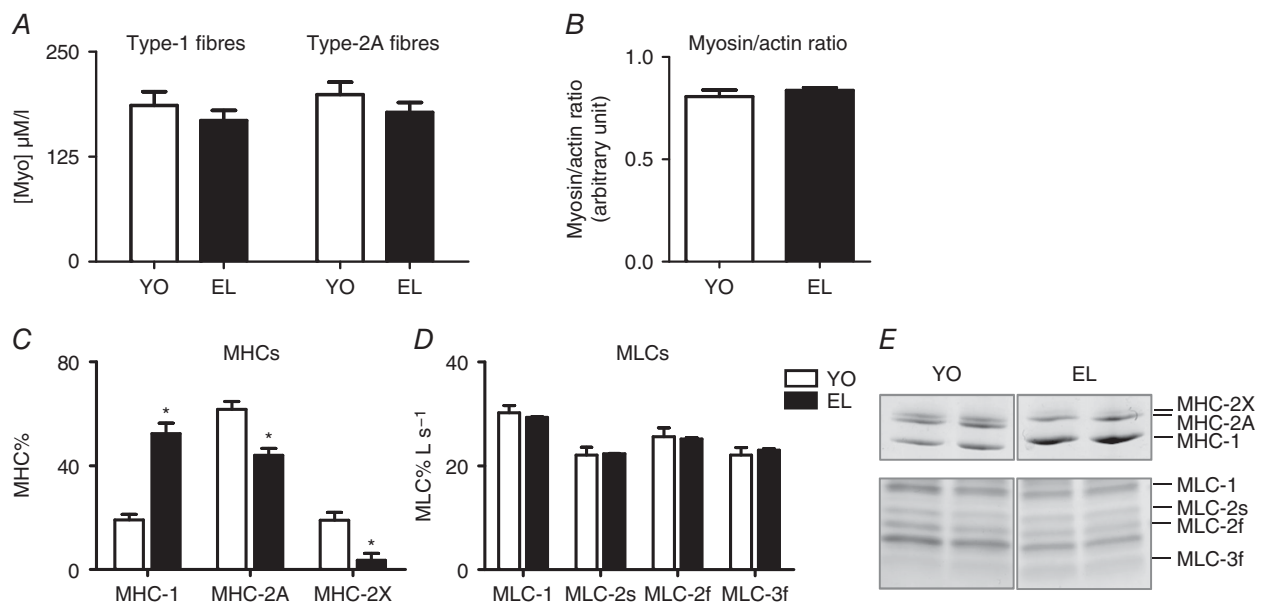 A
Type-1 fibres Type-2A fibres
250
125
0
[Myo] µM/l
YO EL YO EL
B
Myosin/actin ratio
1.0
0.5
0.0
Myosin/actin ratio
(arbitrary unit)
YO EL
C
MHCs
80
40
0
MHC%
* * *
MHC-1 MHC-2A MHC-2X
D
MLCs
40
20
0
MLC% L s⁻¹
YO
EL
MLC-1 MLC-2s MLC-2f MLC-3f
E
YO EL
MHC-2X
MHC-2A
MHC-1
MLC-1
MLC-2s
MLC-2f
MLC-3f